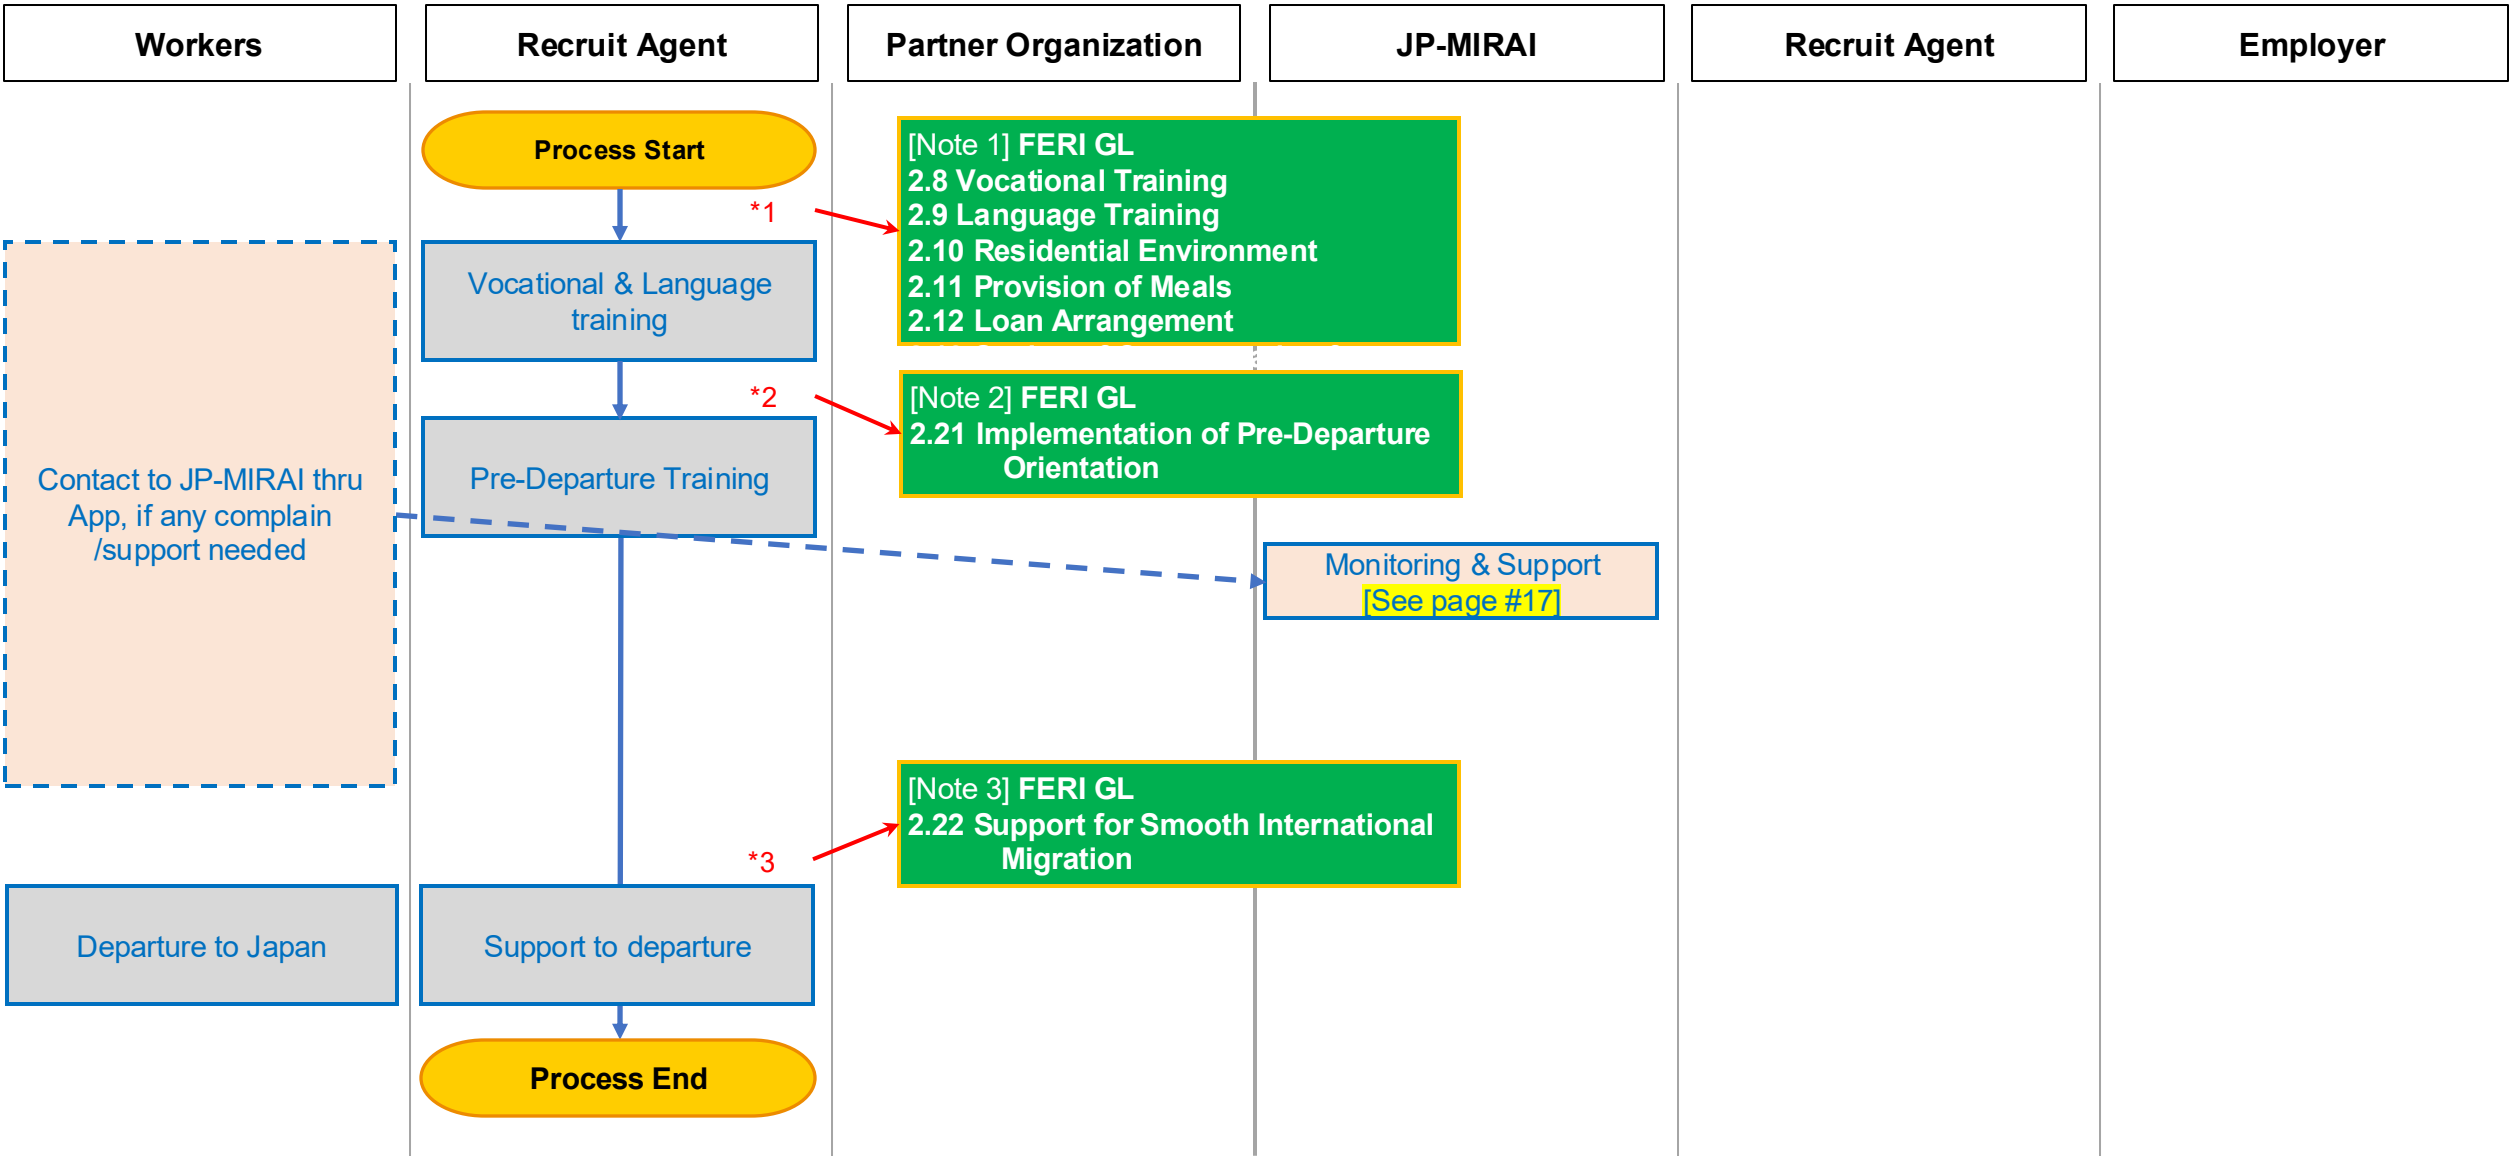 Workers
Recruit Agent
Partner Organization
JP-MIRAI
Recruit Agent
Employer
Process Start
*1
[Note 1] FERI GL
2.8 Vocational Training
2.9 Language Training
2.10 Residential Environment
2.11 Provision of Meals
2.12 Loan Arrangement
Vocational & Language
training
*2
[Note 2] FERI GL
2.21 Implementation of Pre-Departure
Orientation
Pre-Departure Training
Contact to JP-MIRAI thru
App, if any complain
/support needed
Monitoring & Support
[See page #17]
[Note 3] FERI GL
2.22 Support for Smooth International
Migration
*3
Departure to Japan
Support to departure
Process End